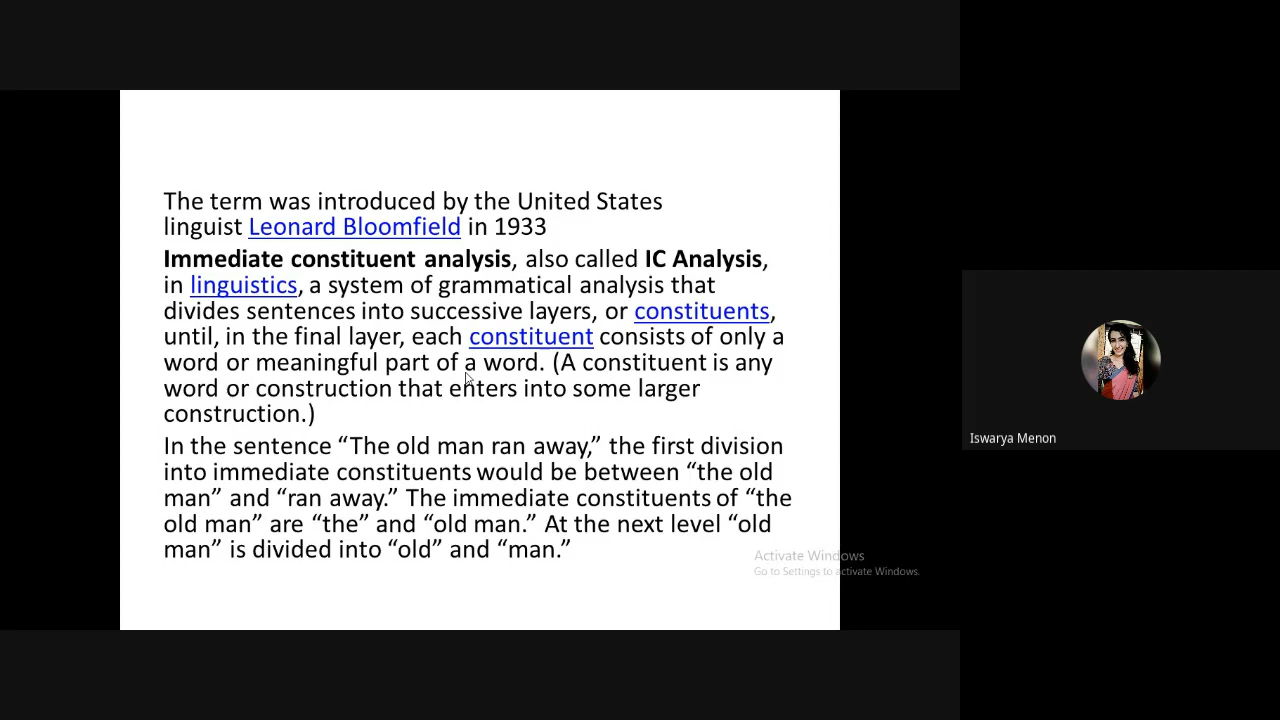 The term was introduced by the United States
linguist Leonard Bloomfield in 1933
Immediate constituent analysis, also called IC Analysis,
in linguistics, a system of grammatical analysis that
divides sentences into successive layers, or constituents,
until, in the final layer, each constituent consists of only a
word or meaningful part of a word. (A constituent is any
word or construction that enters into some larger
construction.)
In the sentence “The old man ran away,” the first division
into immediate constituents would be between “the old
man” and “ran away.” The immediate constituents of “the
old man” are “the” and “old man.” At the next level “old
man” is divided into “old” and “man.”
Activate Windows
Go to Settings to activate Windows.
Iswarya Menon